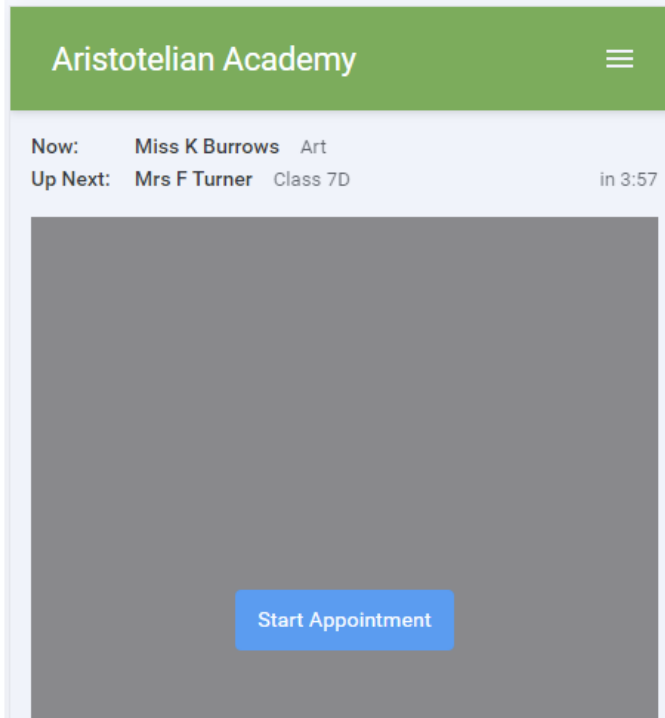 Aristotelian Academy
Now: Miss K Burrows Art
Up Next: Mrs F Turner Class 7D in 3:57
Start Appointment